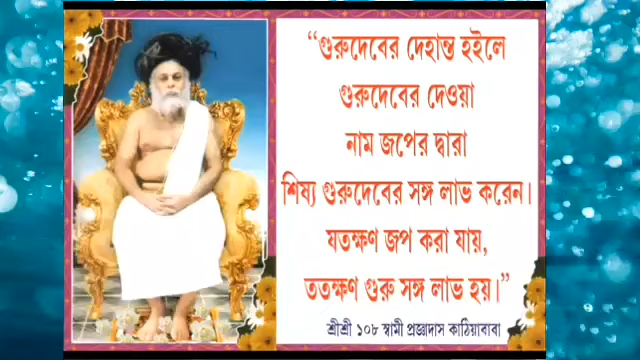 “গুরুদেবের দেহান্ত হইলে
গুরুদেবের দেওয়া
নাম জপের দ্বারা
শিষ্য গুরুদেবের সঙ্গ লাভ করেন।
যতক্ষণ জপ করা যায়,
ততক্ষণ গুরু সঙ্গ লাভ হয়।”
শ্রীশ্রী ১০৮ স্বামী প্রজ্ঞাদাস কাঠিয়াবাবা